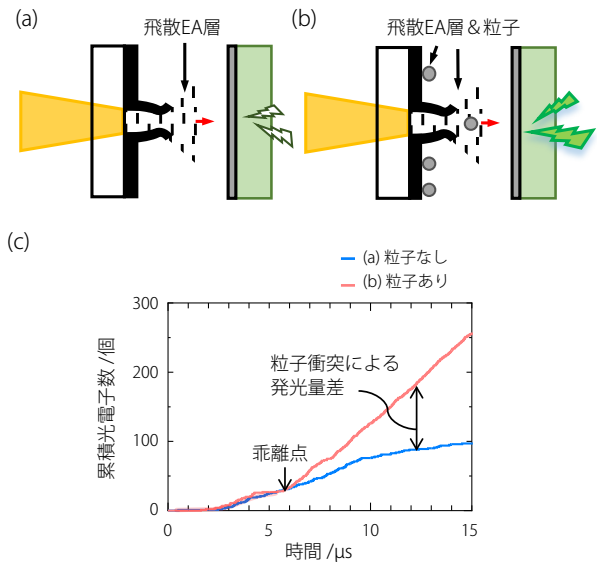 (a)
飛散EA層
(b)
飛散EA層＆粒子
(c)
(a) 粒子なし
(b) 粒子あり
300
200
100
0
累積光電子数 /個
粒子衝突による
発光量差
乖離点
0
5
10
15
時間 /μs